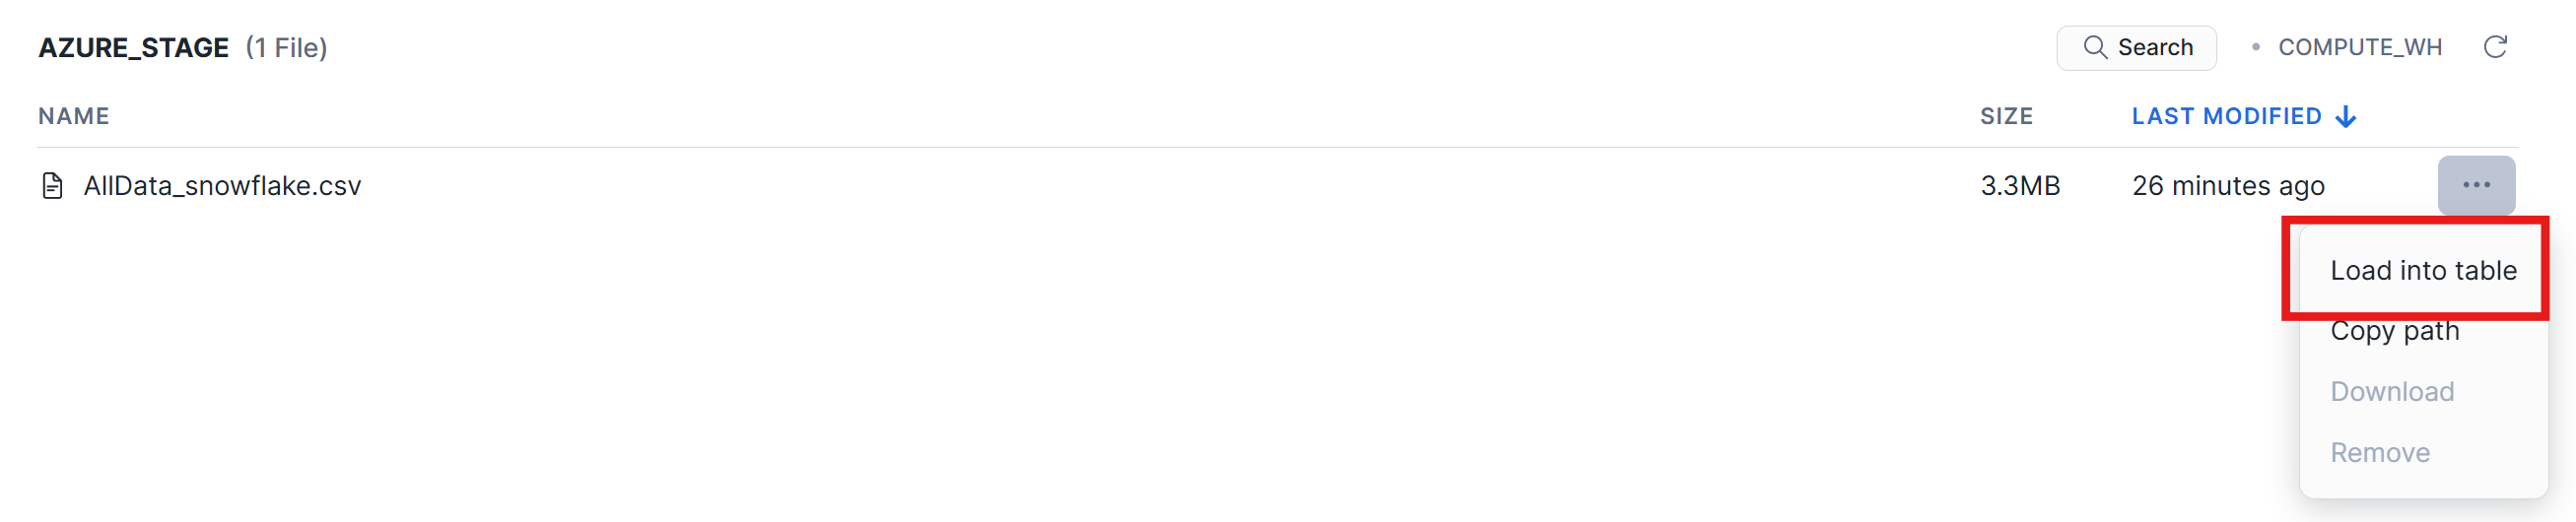 AZURE_STAGE (1 File)
Search
COMPUTE_WH
NAME
SIZE
LAST MODIFIED
AllData_snowflake.csv
3.3MB
26 minutes ago
Load into table
Copy path
Download
Remove